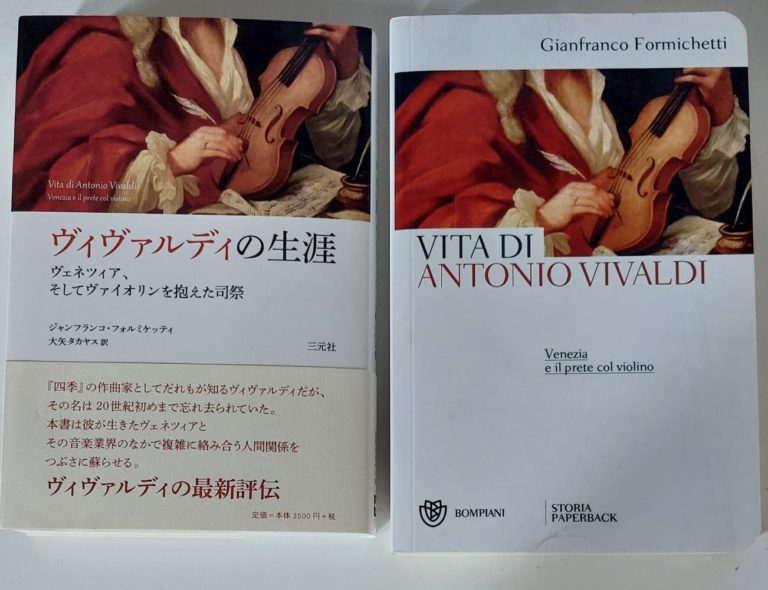 Vita di Antonio Vivaldi
Venezia e il prete col violino
ヴィヴァルディの生涯
ヴェネツィア、
そしてヴァイオリンを抱えた司祭
ジャンフランコ・フォルミケッティ
大矢タカヤス 訳
三元社
『四季』の作曲家としてだれもが知るヴィヴァルディだが、
その名は20世紀初めまで忘れ去られていた。
本書は彼が生きたヴェネツィアと
その音楽業界のなかで複雑に絡み合う人間関係を
つぶさに蘇らせる。
ヴィヴァルディの最新評伝
定価＝本体 3500円＋税
Gianfranco Formichetti
VITA DI
ANTONIO VIVALDI
Venezia
e il prete col violino
BOMPIANI
STORIA
PAPERBACK